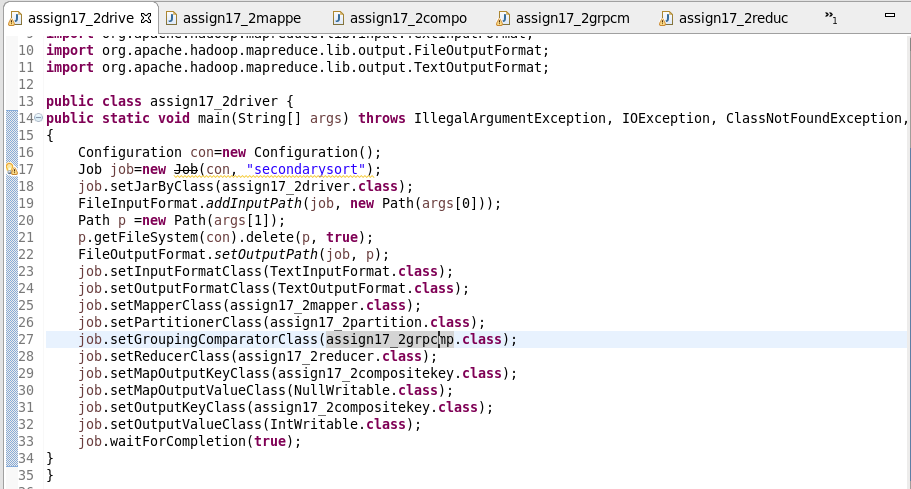 assign17_2drive assign17_2mappe assign17_2compo assign17_2grpcm assign17_2reduc »1
9 import org.apache.hadoop.mapreduce.lib.input.TextInputFormat;
10 import org.apache.hadoop.mapreduce.lib.output.FileOutputFormat;
11 import org.apache.hadoop.mapreduce.lib.output.TextOutputFormat;
12
13 public class assign17_2driver {
14 public static void main(String[] args) throws IllegalArgumentException, IOException, ClassNotFoundException,
15 {
16 Configuration con=new Configuration();
17 Job job=new Job(con, "secondarysort");
18 job.setJarByClass(assign17_2driver.class);
19 FileInputFormat.addInputPath(job, new Path(args[0]));
20 Path p =new Path(args[1]);
21 p.getFileSystem(con).delete(p, true);
22 FileOutputFormat.setOutputPath(job, p);
23 job.setInputFormatClass(TextInputFormat.class);
24 job.setOutputFormatClass(TextOutputFormat.class);
25 job.setMapperClass(assign17_2mapper.class);
26 job.setPartitionerClass(assign17_2partition.class);
27 job.setGroupingComparatorClass(assign17_2grpcmp.class);
28 job.setReducerClass(assign17_2reducer.class);
29 job.setMapOutputKeyClass(assign17_2compositekey.class);
30 job.setMapOutputValueClass(NullWritable.class);
31 job.setOutputKeyClass(assign17_2compositekey.class);
32 job.setOutputValueClass(IntWritable.class);
33 job.waitForCompletion(true);
34 }
35 }